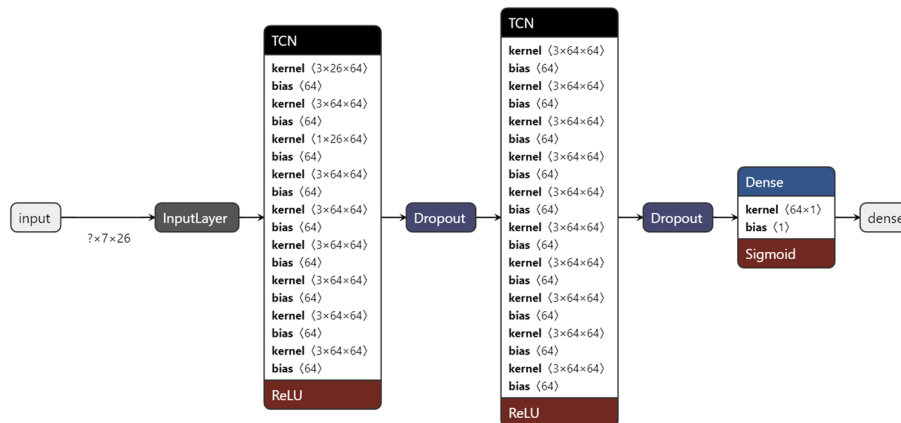 input
?×7×26
InputLayer
TCN
kernel ⟨3×26×64⟩
bias ⟨64⟩
kernel ⟨3×64×64⟩
bias ⟨64⟩
kernel ⟨1×26×64⟩
bias ⟨64⟩
kernel ⟨3×64×64⟩
bias ⟨64⟩
kernel ⟨3×64×64⟩
bias ⟨64⟩
kernel ⟨3×64×64⟩
bias ⟨64⟩
kernel ⟨3×64×64⟩
bias ⟨64⟩
kernel ⟨3×64×64⟩
bias ⟨64⟩
kernel ⟨3×64×64⟩
bias ⟨64⟩
ReLU
Dropout
TCN
kernel ⟨3×64×64⟩
bias ⟨64⟩
kernel ⟨3×64×64⟩
bias ⟨64⟩
kernel ⟨3×64×64⟩
bias ⟨64⟩
kernel ⟨3×64×64⟩
bias ⟨64⟩
kernel ⟨3×64×64⟩
bias ⟨64⟩
kernel ⟨3×64×64⟩
bias ⟨64⟩
kernel ⟨3×64×64⟩
bias ⟨64⟩
kernel ⟨3×64×64⟩
bias ⟨64⟩
kernel ⟨3×64×64⟩
bias ⟨64⟩
kernel ⟨3×64×64⟩
bias ⟨64⟩
ReLU
Dropout
Dense
kernel ⟨64×1⟩
bias ⟨1⟩
Sigmoid
dense